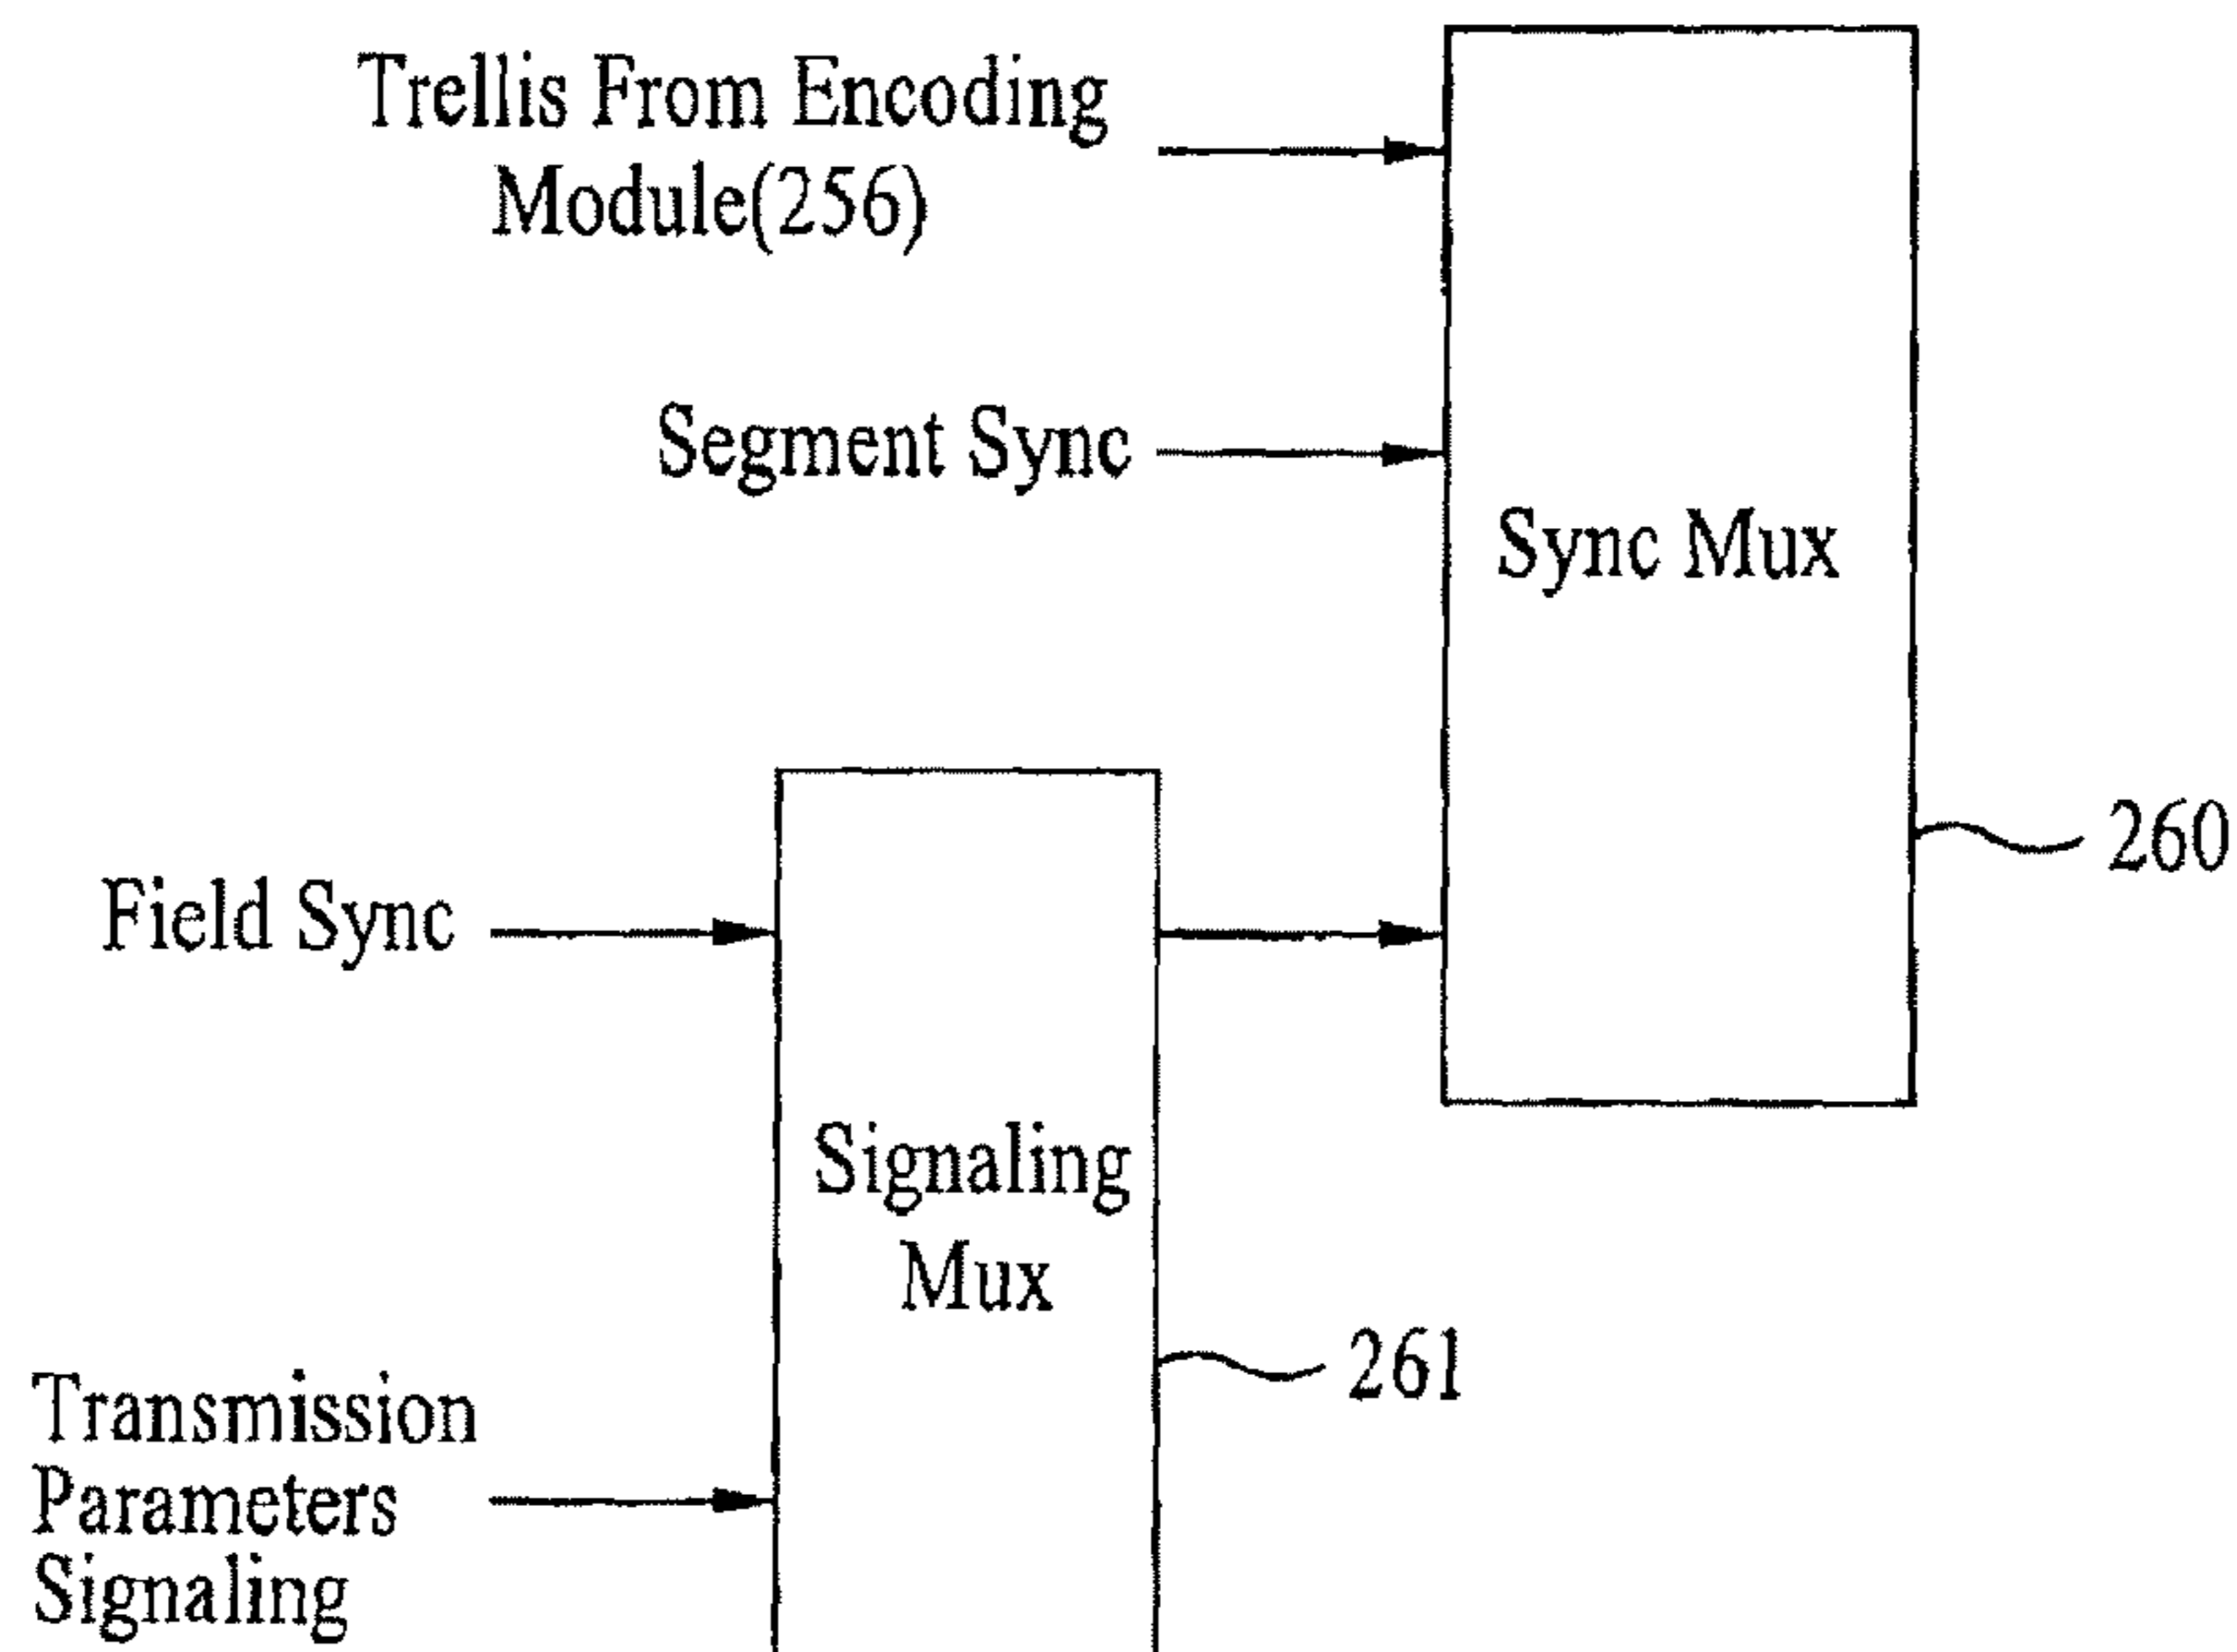 Trellis From Encoding
Module(256)
Segment Sync
Sync Mux
260
Field Sync
Signaling
Mux
261
Transmission
Parameters
Signaling